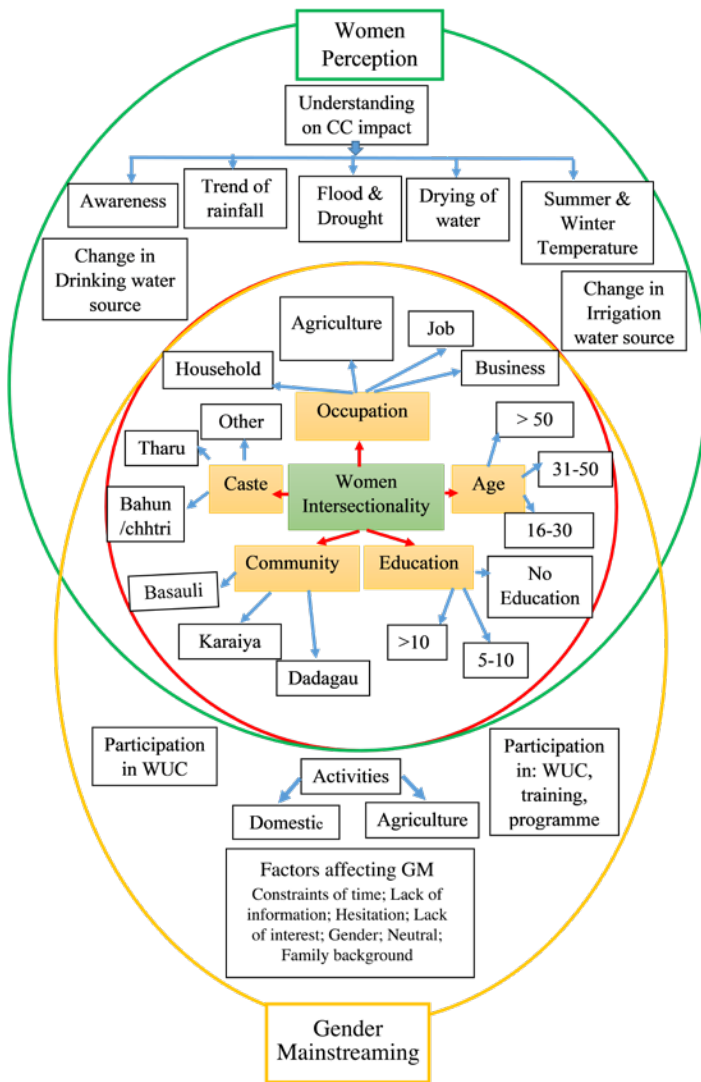 Women
Perception
Understanding
on CC impact
Awareness
Trend of
rainfall
Flood &
Drought
Drying of
water
Summer &
Winter
Temperature
Change in
Drinking water
source
Change in
Irrigation
water source
Agriculture
Job
Household
Business
Occupation
Other
> 50
Tharu
31-50
Caste
Women
Intersectionality
Age
Bahun
/chhtri
16-30
Community
Education
No
Education
Basauli
Karaiya
>10
5-10
Dadagau
Participation
in WUC
Activities
Participation
in: WUC,
training,
programme
Domestic
Agriculture
Factors affecting GM
Constraints of time; Lack of
information; Hesitation; Lack
of interest; Gender; Neutral;
Family background
Gender
Mainstreaming